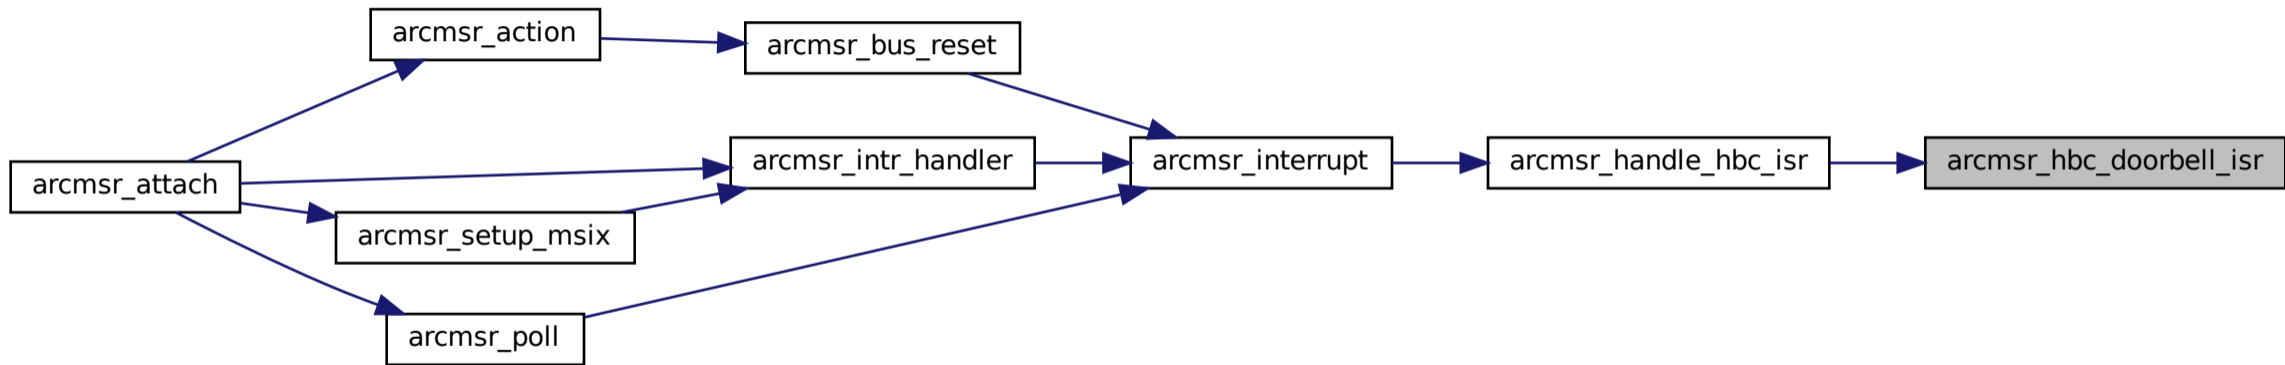 arcmsr_action
arcmsr_bus_reset
arcmsr_attach
arcmsr_intr_handler
arcmsr_interrupt
arcmsr_handle_hbc_isr
arcmsr_hbc_doorbell_isr
arcmsr_setup_msix
arcmsr_poll